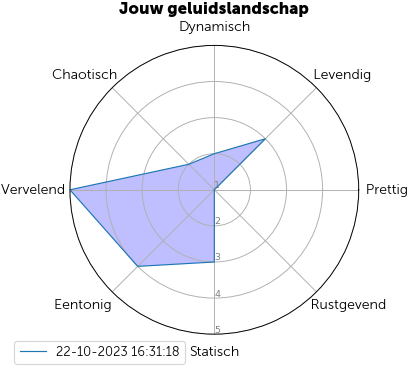 Jouw geluidslandschap
Dynamisch
Chaotisch
Levendig
Vervelend
Prettig
1
2
3
4
5
Eentonig
Rustgevend
Statisch
22-10-2023 16:31:18